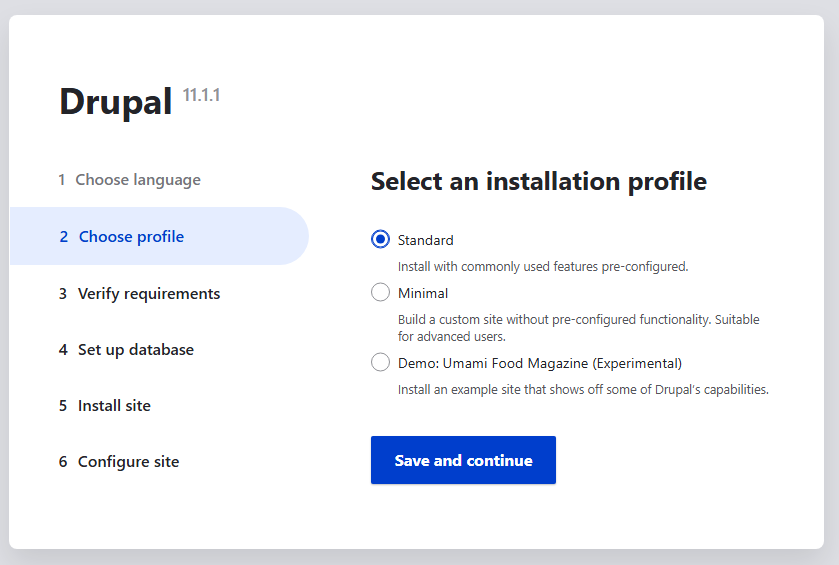 Drupal 11.1.1
1 Choose language
2 Choose profile
3 Verify requirements
4 Set up database
5 Install site
6 Configure site
Select an installation profile
Standard
Install with commonly used features pre-configured.
Minimal
Build a custom site without pre-configured functionality. Suitable
for advanced users.
Demo: Umami Food Magazine (Experimental)
Install an example site that shows off some of Drupal's capabilities.
Save and continue